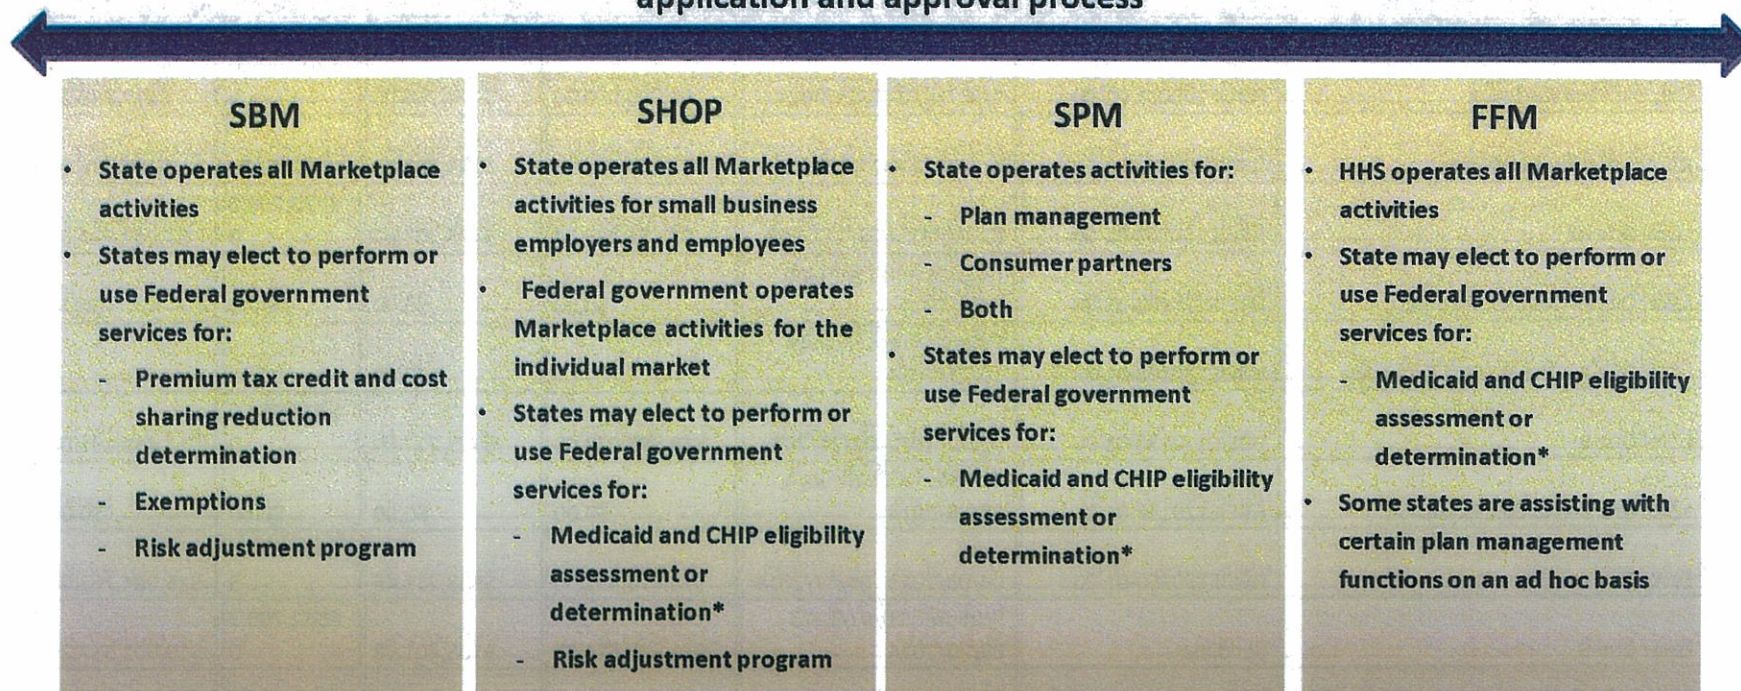 application and approval process
SBM
• State operates all Marketplace
activities
• States may elect to perform or
use Federal government
services for:
- Premium tax credit and cost
sharing reduction
determination
- Exemptions
- Risk adjustment program
SHOP
• State operates all Marketplace
activities for small business
employers and employees
• Federal government operates
Marketplace activities for the
individual market
• States may elect to perform or
use Federal government
services for:
- Medicaid and CHIP eligibility
assessment or
determination*
- Risk adjustment program
SPM
• State operates activities for:
- Plan management
- Consumer partners
- Both
• States may elect to perform or
use Federal government
services for:
- Medicaid and CHIP eligibility
assessment or
determination*
FFM
• HHS operates all Marketplace
activities
• State may elect to perform or
use Federal government
services for:
- Medicaid and CHIP eligibility
assessment or
determination*
• Some states are assisting with
certain plan management
functions on an ad hoc basis